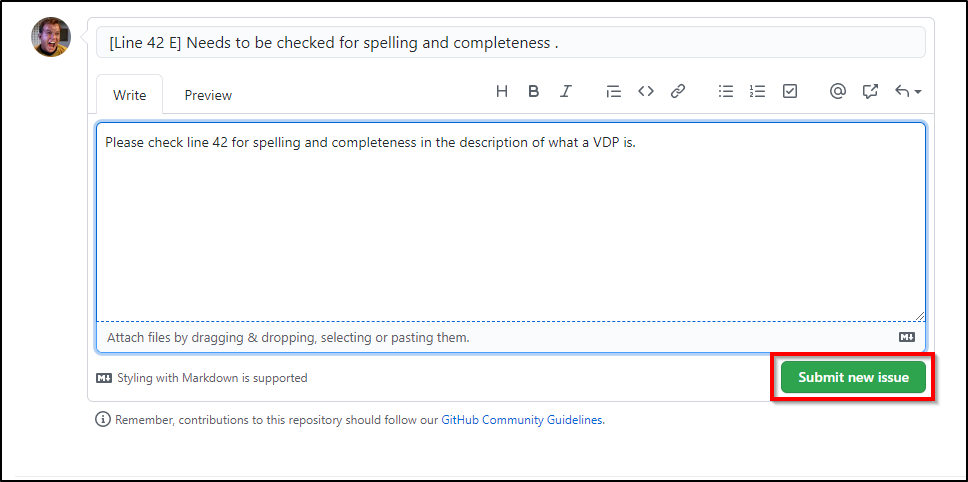 [Line 42 E] Needs to be checked for spelling and completeness .
Write Preview H B I @
Please check line 42 for spelling and completeness in the description of what a VDP is.
Attach files by dragging & dropping, selecting or pasting them.
Styling with Markdown is supported
Submit new issue
Remember, contributions to this repository should follow our GitHub Community Guidelines.